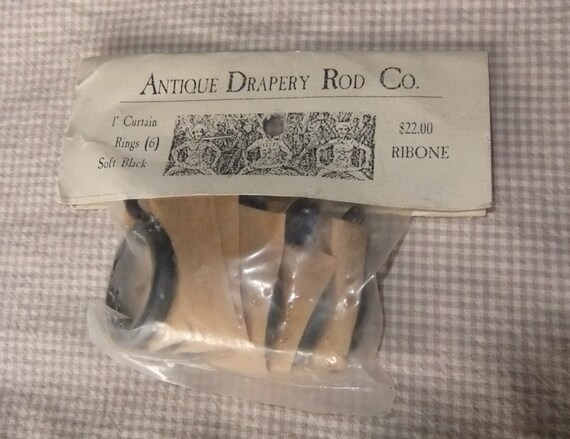 ANTIQUE DRAPERY ROD CO.
1" Curtain
Rings (6)
Soft Black
$22.00
RIBONE